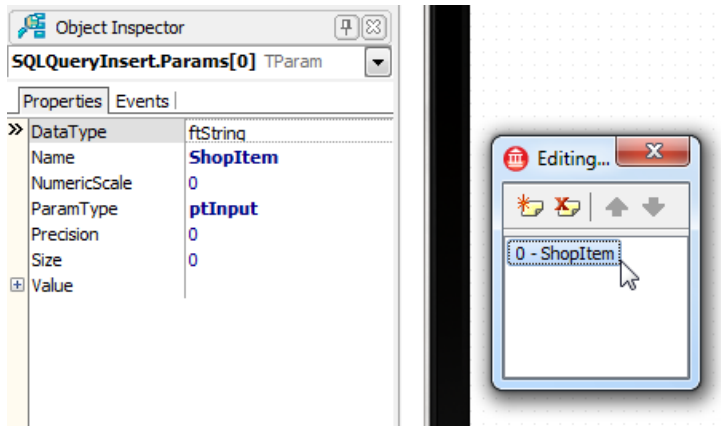 Object Inspector
SQLQueryInsert.Params[0] TParam
Properties Events
DataType ftString
Name ShopItem
NumericScale 0
ParamType ptInput
Precision 0
Size 0
Value
Editing...
0 - ShopItem